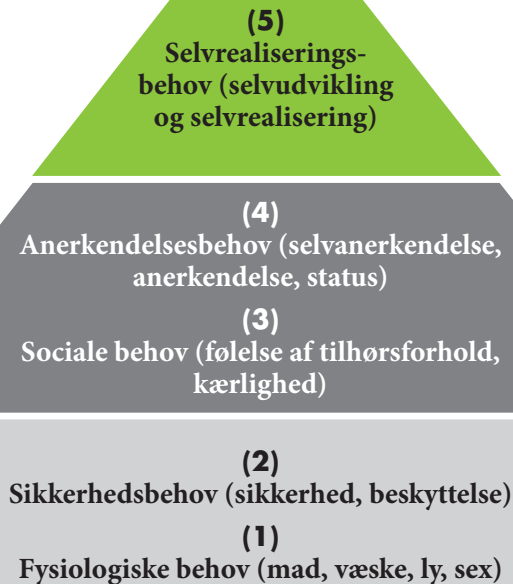 (5)
Selvrealiserings-
behov (selvudvikling
og selvrealisering)
(4)
Anerkendelsesbehov (selvanerkendelse,
anerkendelse, status)
(3)
Sociale behov (følelse af tilhørsforhold,
kærlighed)
(2)
Sikkerhedsbehov (sikkerhed, beskyttelse)
(1)
Fysiologiske behov (mad, væske, ly, sex)